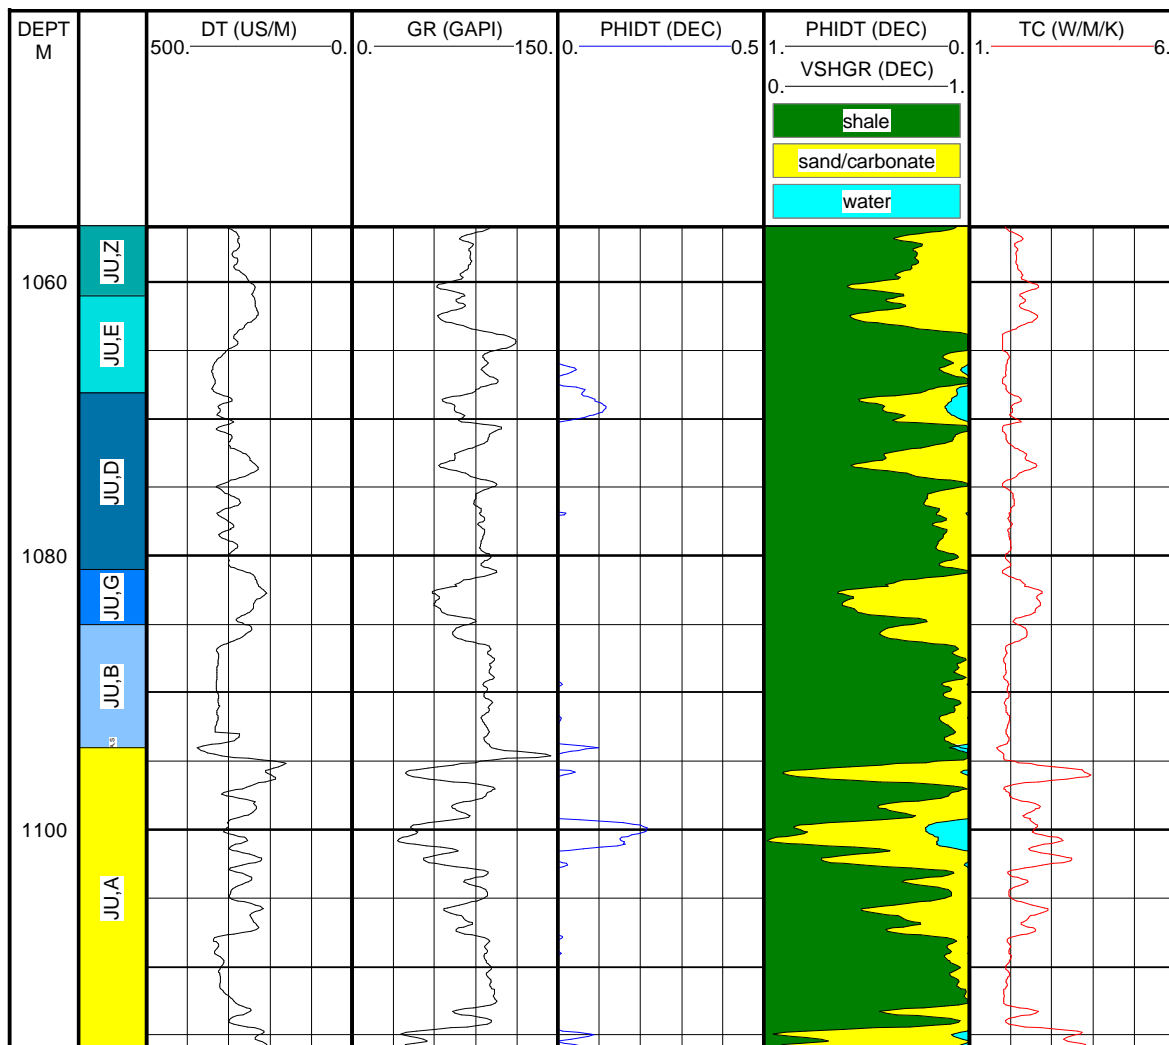 DEPT
M
DT (US/M)
500. 0.
GR (GAPI)
0. 150.
PHIDT (DEC)
0. 0.5
PHIDT (DEC)
1. 0.
VSHGR (DEC)
0. 1.
shale
sand/carbonate
water
TC (W/M/K)
1. 6.
1060
1080
1100
JU,Z
JU,E
JU,D
JU,G
JU,B
JU,A